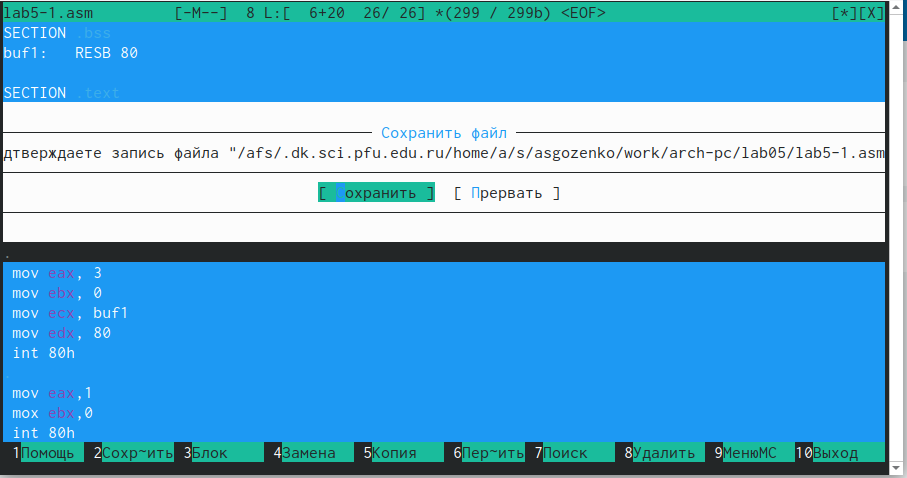 lab5-1.asm [-M--] 8 L:[ 6+20 26/ 26] *(299 / 299b) <EOF> [*][X]
SECTION .bss
buf1: RESB 80
SECTION .text
Сохранить файл
дтверждаете запись файла "/afs/.dk.sci.pfu.edu.ru/home/a/s/asgozenko/work/arch-pc/lab05/lab5-1.asm
[ Сохранить ] [ Прервать ]
.
mov eax, 3
mov ebx, 0
mov ecx, buf1
mov edx, 80
int 80h
mov eax,1
mox ebx,0
int 80h
1Помощь 2Сохр~ить 3Блок 4Замена 5Копия 6Пер~ить 7Поиск 8Удалить 9МенюMC 10Выход